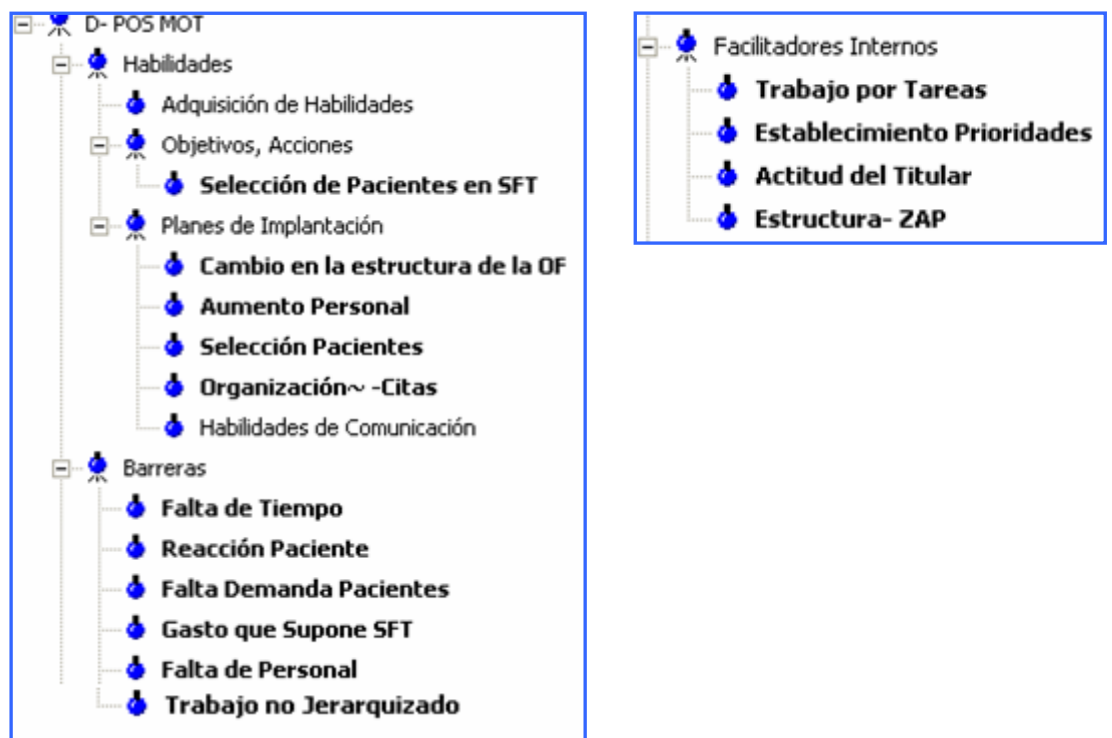 D- POS MOT
Habilidades
Adquisición de Habilidades
Objetivos, Acciones
Selección de Pacientes en SFT
Planes de Implantación
Cambio en la estructura de la OF
Aumento Personal
Selección Pacientes
Organización~ -Citas
Habilidades de Comunicación
Barreras
Falta de Tiempo
Reacción Paciente
Falta Demanda Pacientes
Gasto que Supone SFT
Falta de Personal
Trabajo no Jerarquizado
Facilitadores Internos
Trabajo por Tareas
Establecimiento Prioridades
Actitud del Titular
Estructura- ZAP